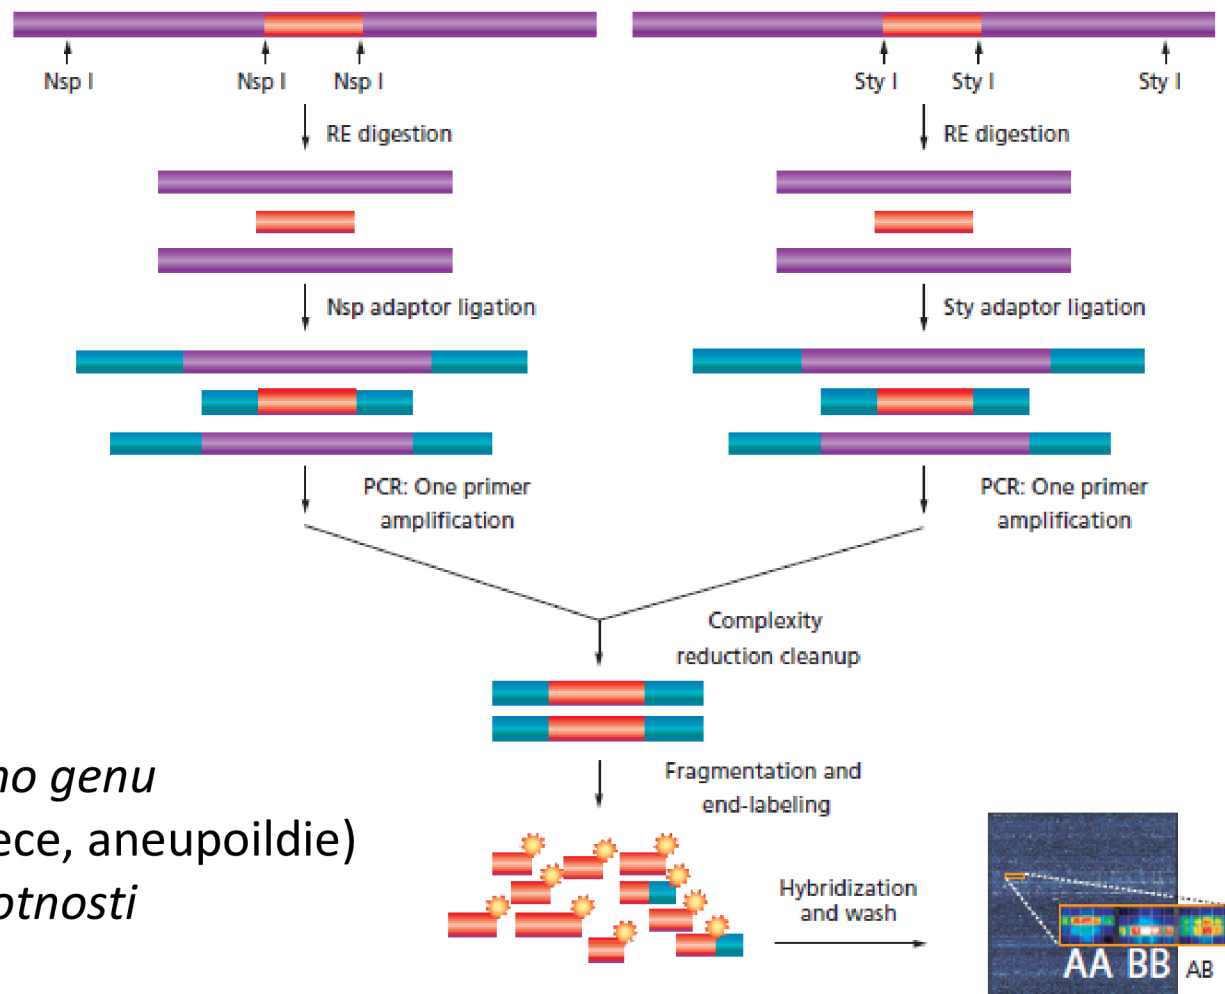 Nsp I Nsp I Nsp I
Sty I Sty I Sty I
RE digestion
RE digestion
Nsp adaptor ligation
Sty adaptor ligation
PCR: One primer
amplification
PCR: One primer
amplification
Complexity
reduction cleanup
Fragmentation and
end-labeling
no genu
ece, aneupoildie)
otnosti
Hybridization
and wash
AA BB AB